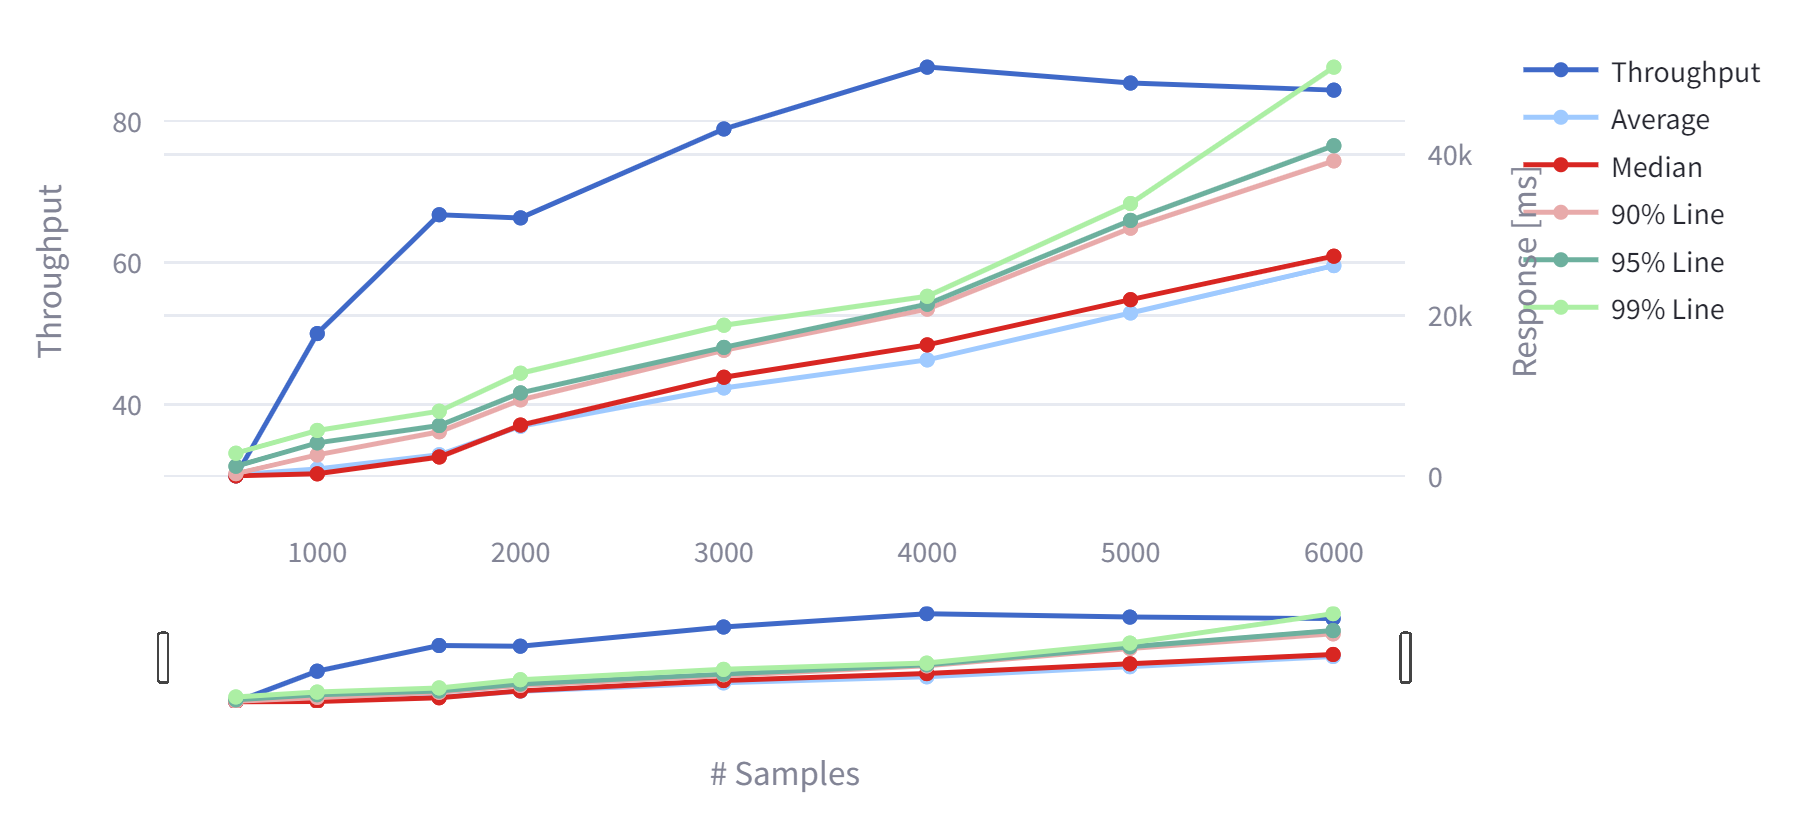 Throughput
80
60
40
40k
20k
0
Response [ms]
1000
2000
3000
4000
5000
6000
# Samples
Throughput
Average
Median
90% Line
95% Line
99% Line